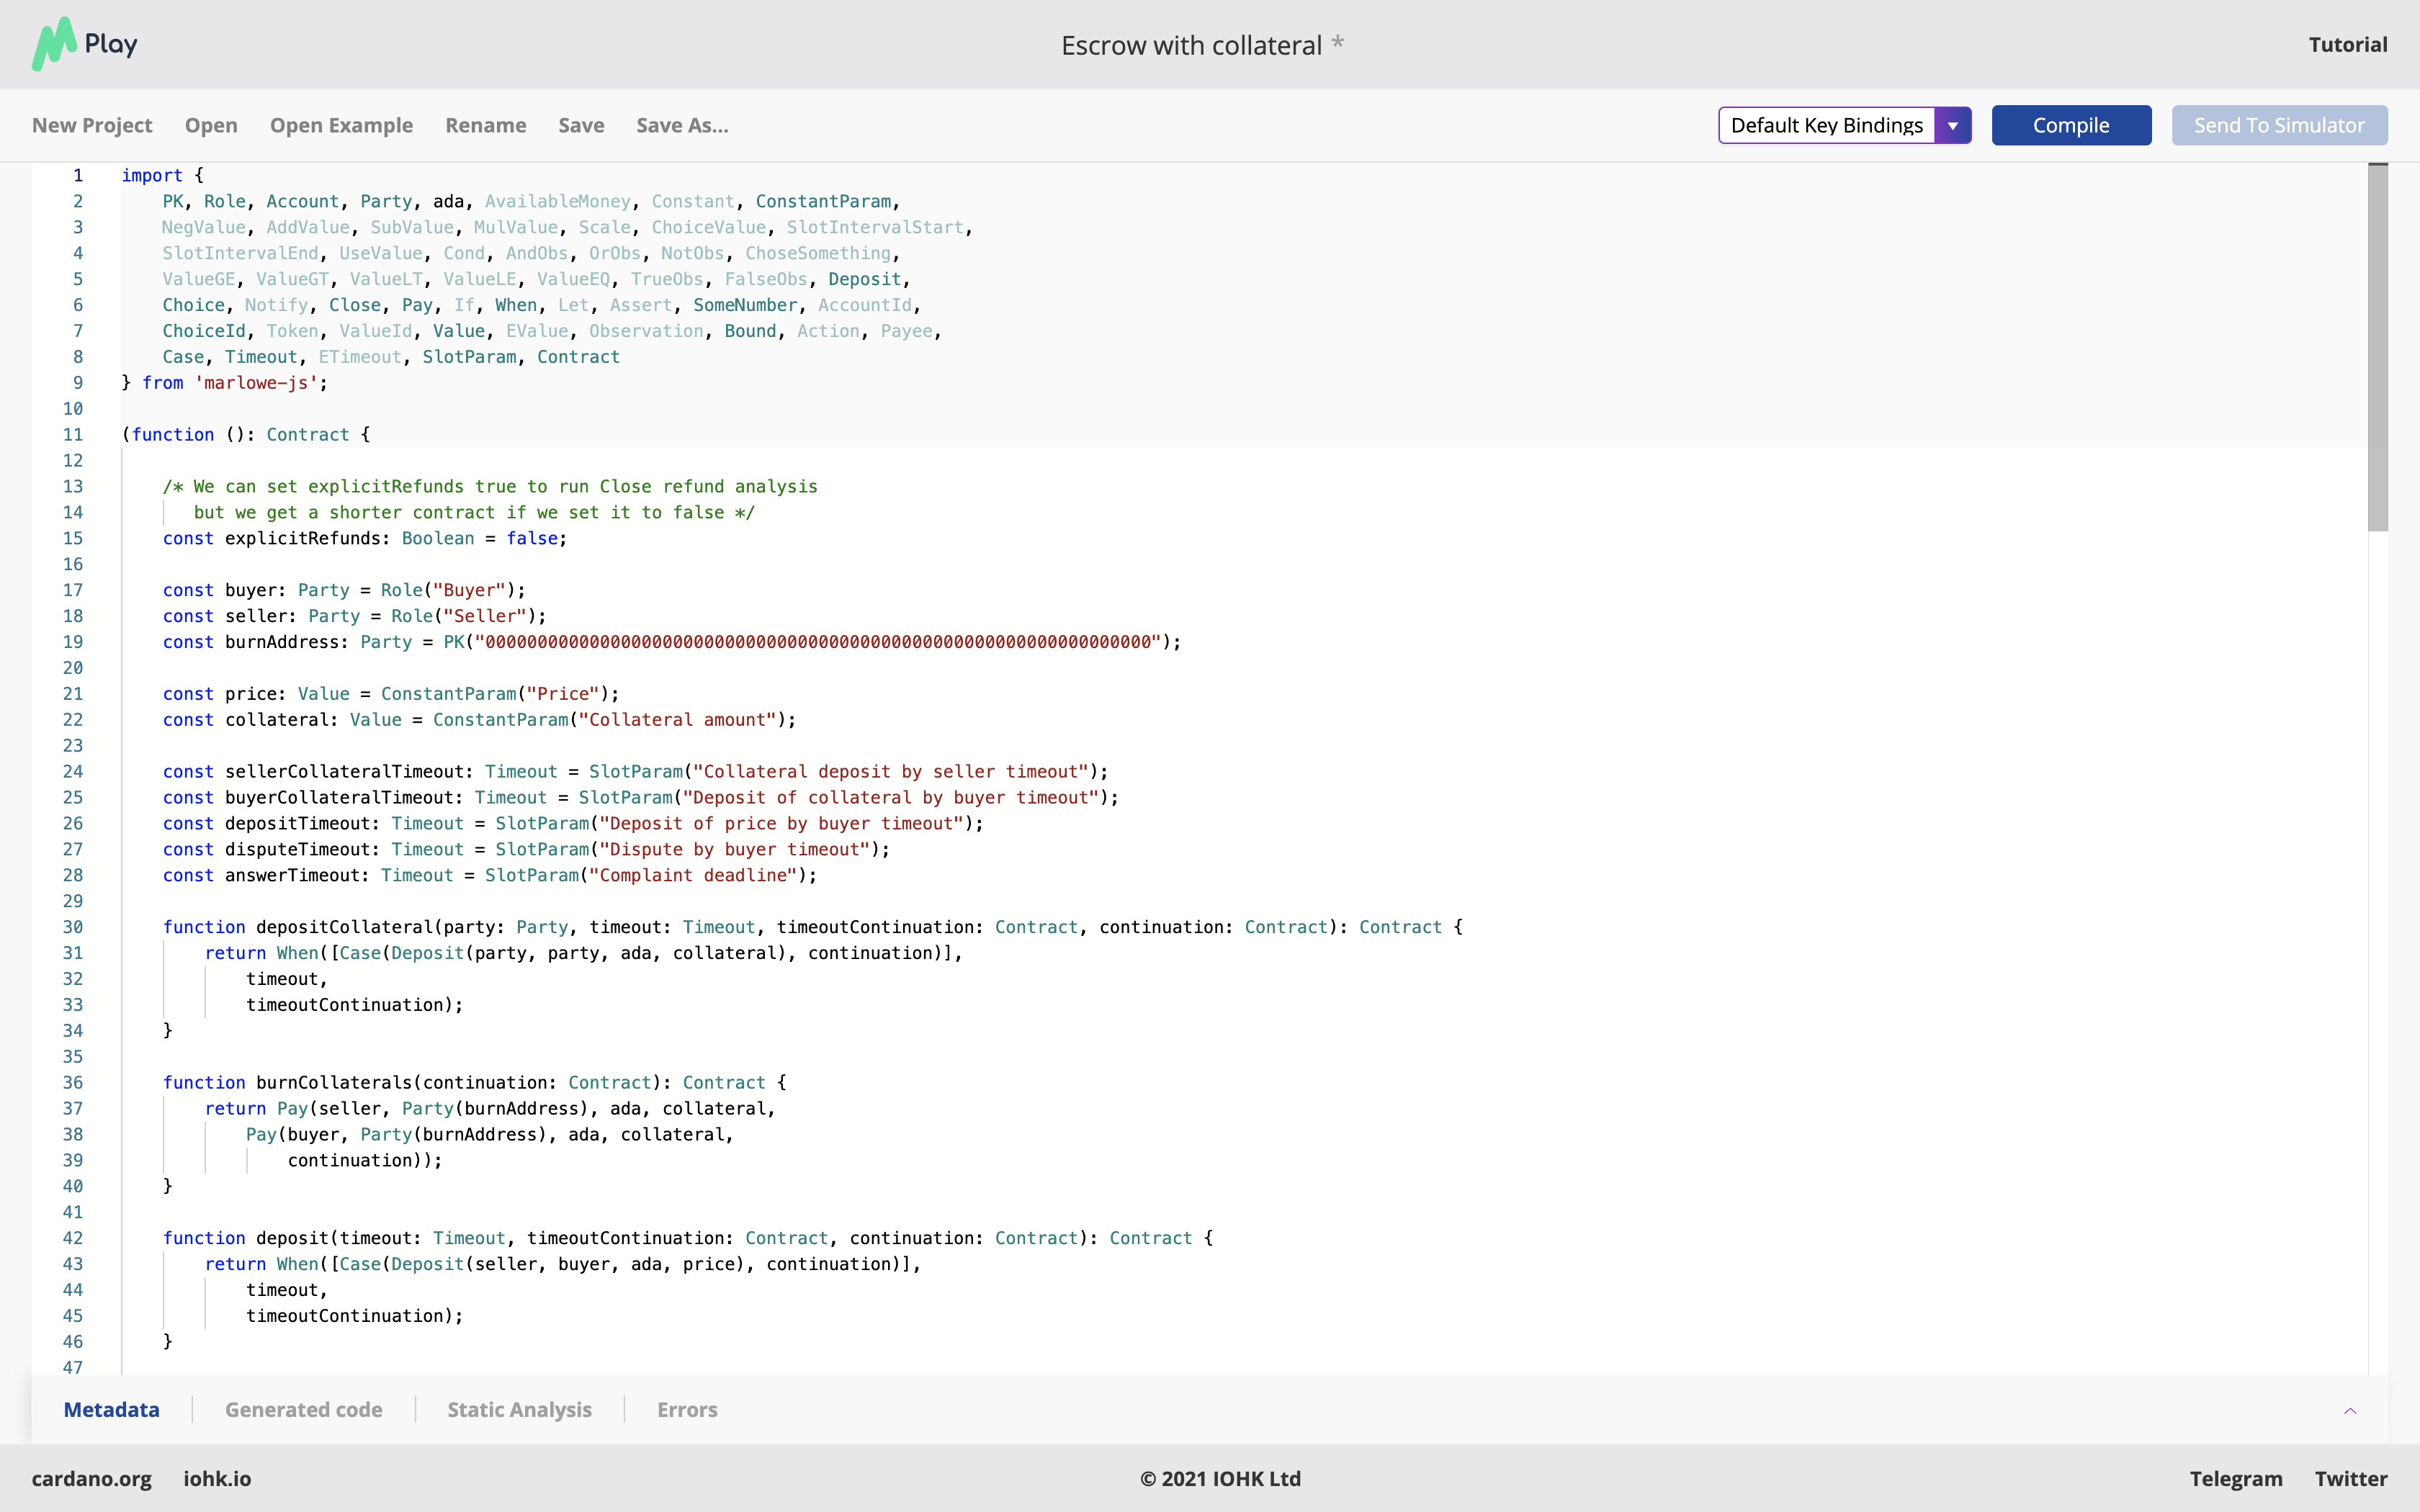 Play
Escrow with collateral *
Tutorial
New Project Open Open Example Rename Save Save As...
Default Key Bindings
Compile
Send To Simulator
1 import {
2     PK, Role, Account, Party, ada, AvailableMoney, Constant, ConstantParam,
3     NegValue, AddValue, SubValue, MulValue, Scale, ChoiceValue, SlotIntervalStart,
4     SlotIntervalEnd, UseValue, Cond, AndObs, OrObs, NotObs, ChoseSomething,
5     ValueGE, ValueGT, ValueLT, ValueLE, ValueEQ, TrueObs, FalseObs, Deposit,
6     Choice, Notify, Close, Pay, If, When, Let, Assert, SomeNumber, AccountId,
7     ChoiceId, Token, ValueId, Value, EValue, Observation, Bound, Action, Payee,
8     Case, Timeout, ETimeout, SlotParam, Contract
9 } from 'marlowe-js';
10
11 (function (): Contract {
12
13     /* We can set explicitRefunds true to run Close refund analysis
14        but we get a shorter contract if we set it to false */
15     const explicitRefunds: Boolean = false;
16
17     const buyer: Party = Role("Buyer");
18     const seller: Party = Role("Seller");
19     const burnAddress: Party = PK("0000000000000000000000000000000000000000000000000000000000000000");
20
21     const price: Value = ConstantParam("Price");
22     const collateral: Value = ConstantParam("Collateral amount");
23
24     const sellerCollateralTimeout: Timeout = SlotParam("Collateral deposit by seller timeout");
25     const buyerCollateralTimeout: Timeout = SlotParam("Deposit of collateral by buyer timeout");
26     const depositTimeout: Timeout = SlotParam("Deposit of price by buyer timeout");
27     const disputeTimeout: Timeout = SlotParam("Dispute by buyer timeout");
28     const answerTimeout: Timeout = SlotParam("Complaint deadline");
29
30     function depositCollateral(party: Party, timeout: Timeout, timeoutContinuation: Contract, continuation: Contract): Contract {
31         return When([Case(Deposit(party, party, ada, collateral), continuation)],
32             timeout,
33             timeoutContinuation);
34     }
35
36     function burnCollaterals(continuation: Contract): Contract {
37         return Pay(seller, Party(burnAddress), ada, collateral,
38             Pay(buyer, Party(burnAddress), ada, collateral,
39                 continuation));
40     }
41
42     function deposit(timeout: Timeout, timeoutContinuation: Contract, continuation: Contract): Contract {
43         return When([Case(Deposit(seller, buyer, ada, price), continuation)],
44             timeout,
45             timeoutContinuation);
46     }
47
Metadata Generated code Static Analysis Errors
cardano.org iohk.io © 2021 IOHK Ltd Telegram Twitter